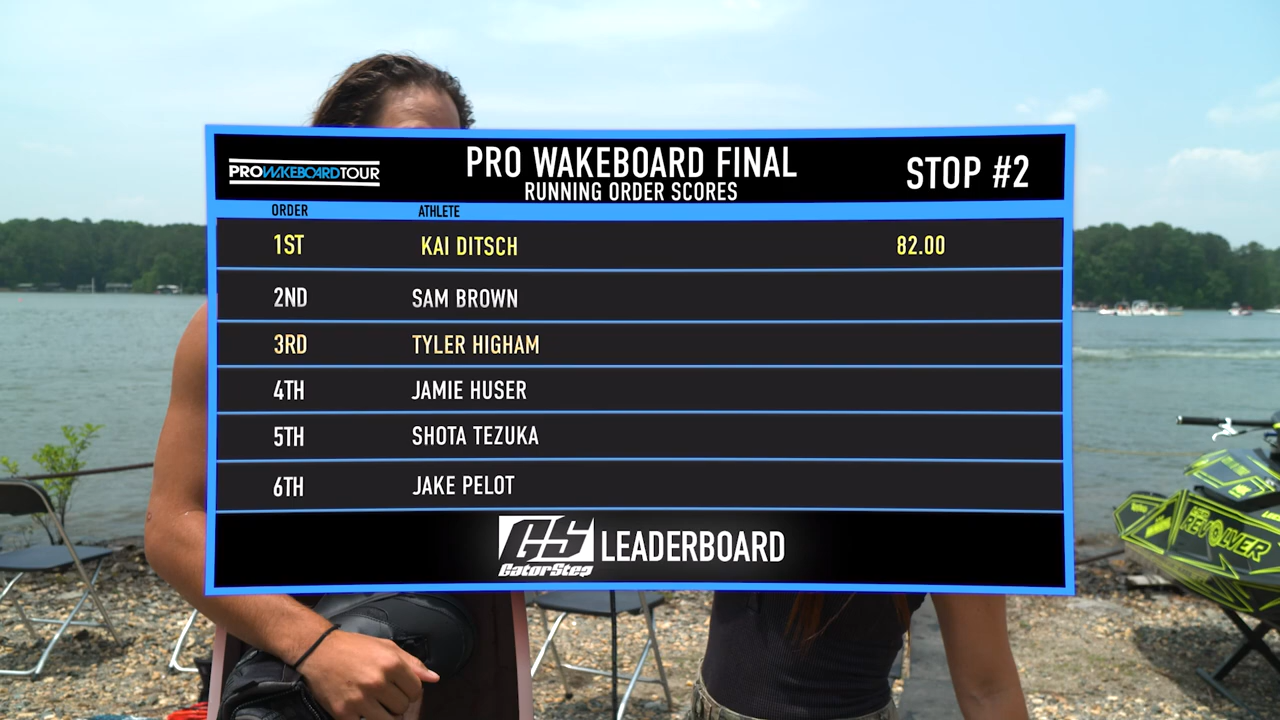 PROWAKEBOARDTOUR
PRO WAKEBOARD FINAL
RUNNING ORDER SCORES
STOP #2
ORDER ATHLETE
1ST KAI DITSCH 82.00
2ND SAM BROWN
3RD TYLER HIGHAM
4TH JAMIE HUSER
5TH SHOTA TEZUKA
6TH JAKE PELOT
GS LEADERBOARD
GatorStep
REVOLVER